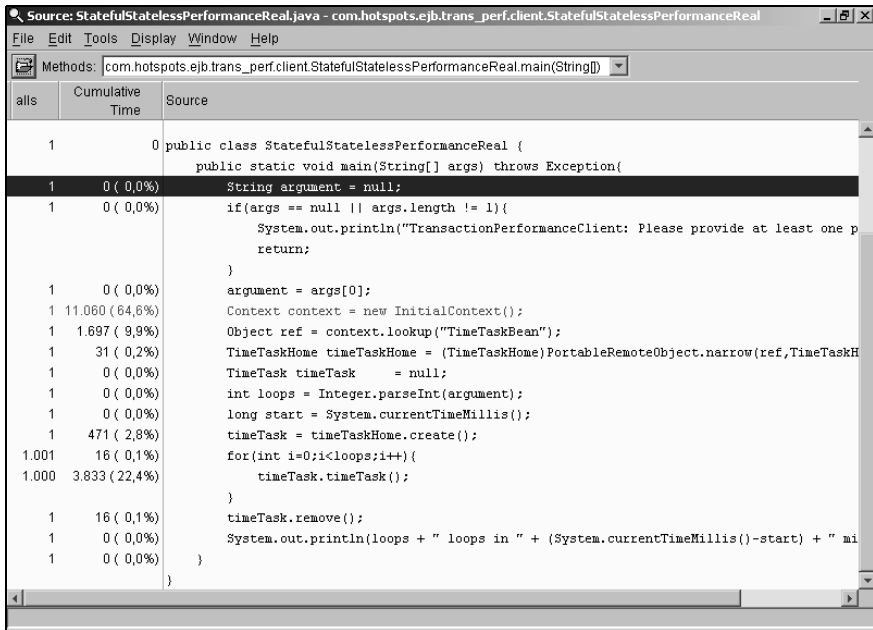 Source: StatefulStatelessPerformanceReal.java - com.hotspots.ejb.trans_perf.client.StatefulStatelessPerformanceReal
File Edit Tools Display Window Help
Methods: com.hotspots.ejb.trans_perf.client.StatefulStatelessPerformanceReal.main(String[])
alls Cumulative Time Source
1 0 public class StatefulStatelessPerformanceReal {
public static void main(String[] args) throws Exception{
1 0 ( 0,0%) String argument = null;
1 0 ( 0,0%) if(args == null || args.length != 1){
System.out.println("TransactionPerformanceClient: Please provide at least one p
return;
}
1 0 ( 0,0%) argument = args[0];
1 11.060 (64,6%) Context context = new InitialContext();
1 1.697 ( 9,9%) Object ref = context.lookup("TimeTaskBean");
1 31 ( 0,2%) TimeTaskHome timeTaskHome = (TimeTaskHome)PortableRemoteObject.narrow(ref,TimeTaskH
1 0 ( 0,0%) TimeTask timeTask = null;
1 0 ( 0,0%) int loops = Integer.parseInt(argument);
1 0 ( 0,0%) long start = System.currentTimeMillis();
1 471 ( 2,8%) timeTask = timeTaskHome.create();
1.001 16 ( 0,1%) for(int i=0;i<loops;i++){
1.000 3.833 (22,4%) timeTask.timeTask();
}
1 16 ( 0,1%) timeTask.remove();
1 0 ( 0,0%) System.out.println(loops + " loops in " + (System.currentTimeMillis()-start) + " mi
1 0 ( 0,0%) }
}